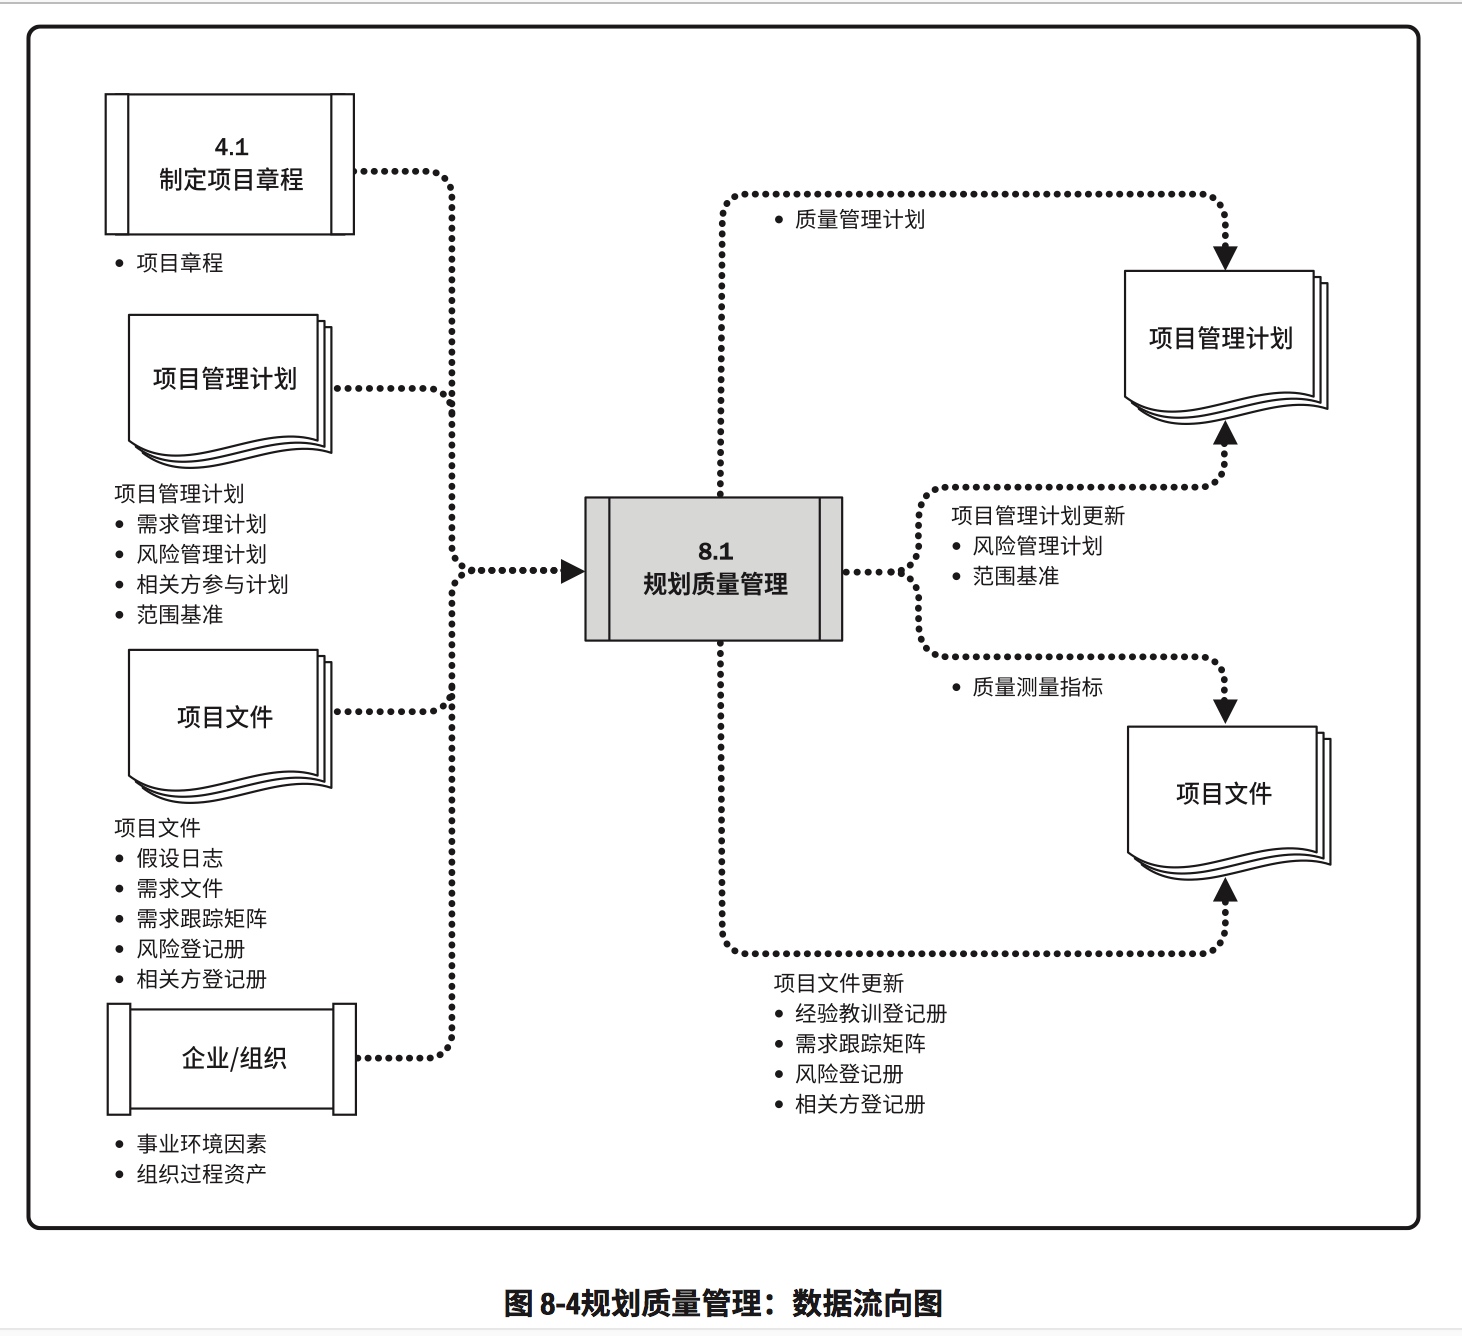 4.1
制定项目章程
• 项目章程
项目管理计划
项目管理计划
• 需求管理计划
• 风险管理计划
• 相关方参与计划
• 范围基准
项目文件
项目文件
• 假设日志
• 需求文件
• 需求跟踪矩阵
• 风险登记册
• 相关方登记册
企业/组织
• 事业环境因素
• 组织过程资产
8.1
规划质量管理
• 质量管理计划
项目管理计划
项目管理计划更新
• 风险管理计划
• 范围基准
• 质量测量指标
项目文件
项目文件更新
• 经验教训登记册
• 需求跟踪矩阵
• 风险登记册
• 相关方登记册
图 8-4规划质量管理：数据流向图